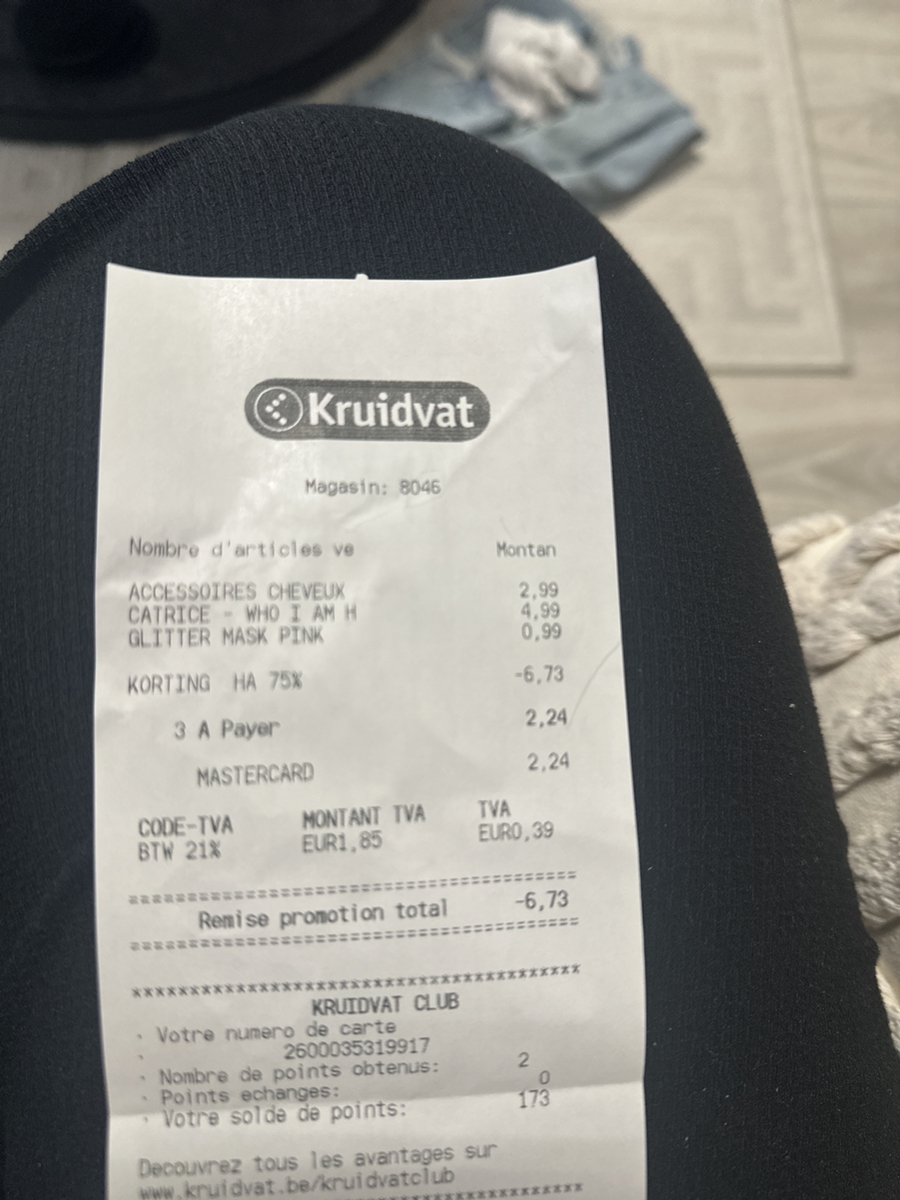 Kruidvat
Magasin: 8046
Nombre d'articles ve Montan
ACCESSOIRES CHEVEUX 2,99
CATRICE - WHO I AM H 4,99
GLITTER MASK PINK 0,99
KORTING HA 75% -6,73
3 A Payer 2,24
MASTERCARD 2,24
CODE-TVA MONTANT TVA TVA
BTW 21% EUR1,85 EUR0,39
========================================
Remise promotion total -6,73
========================================
****************************************
KRUIDVAT CLUB
· Votre numero de carte
· 2600035319917
· Nombre de points obtenus: 2
· Points echanges: 0
· Votre solde de points: 173
Decouvrez tous les avantages sur
www.kruidvat.be/kruidvatclub
****************************************